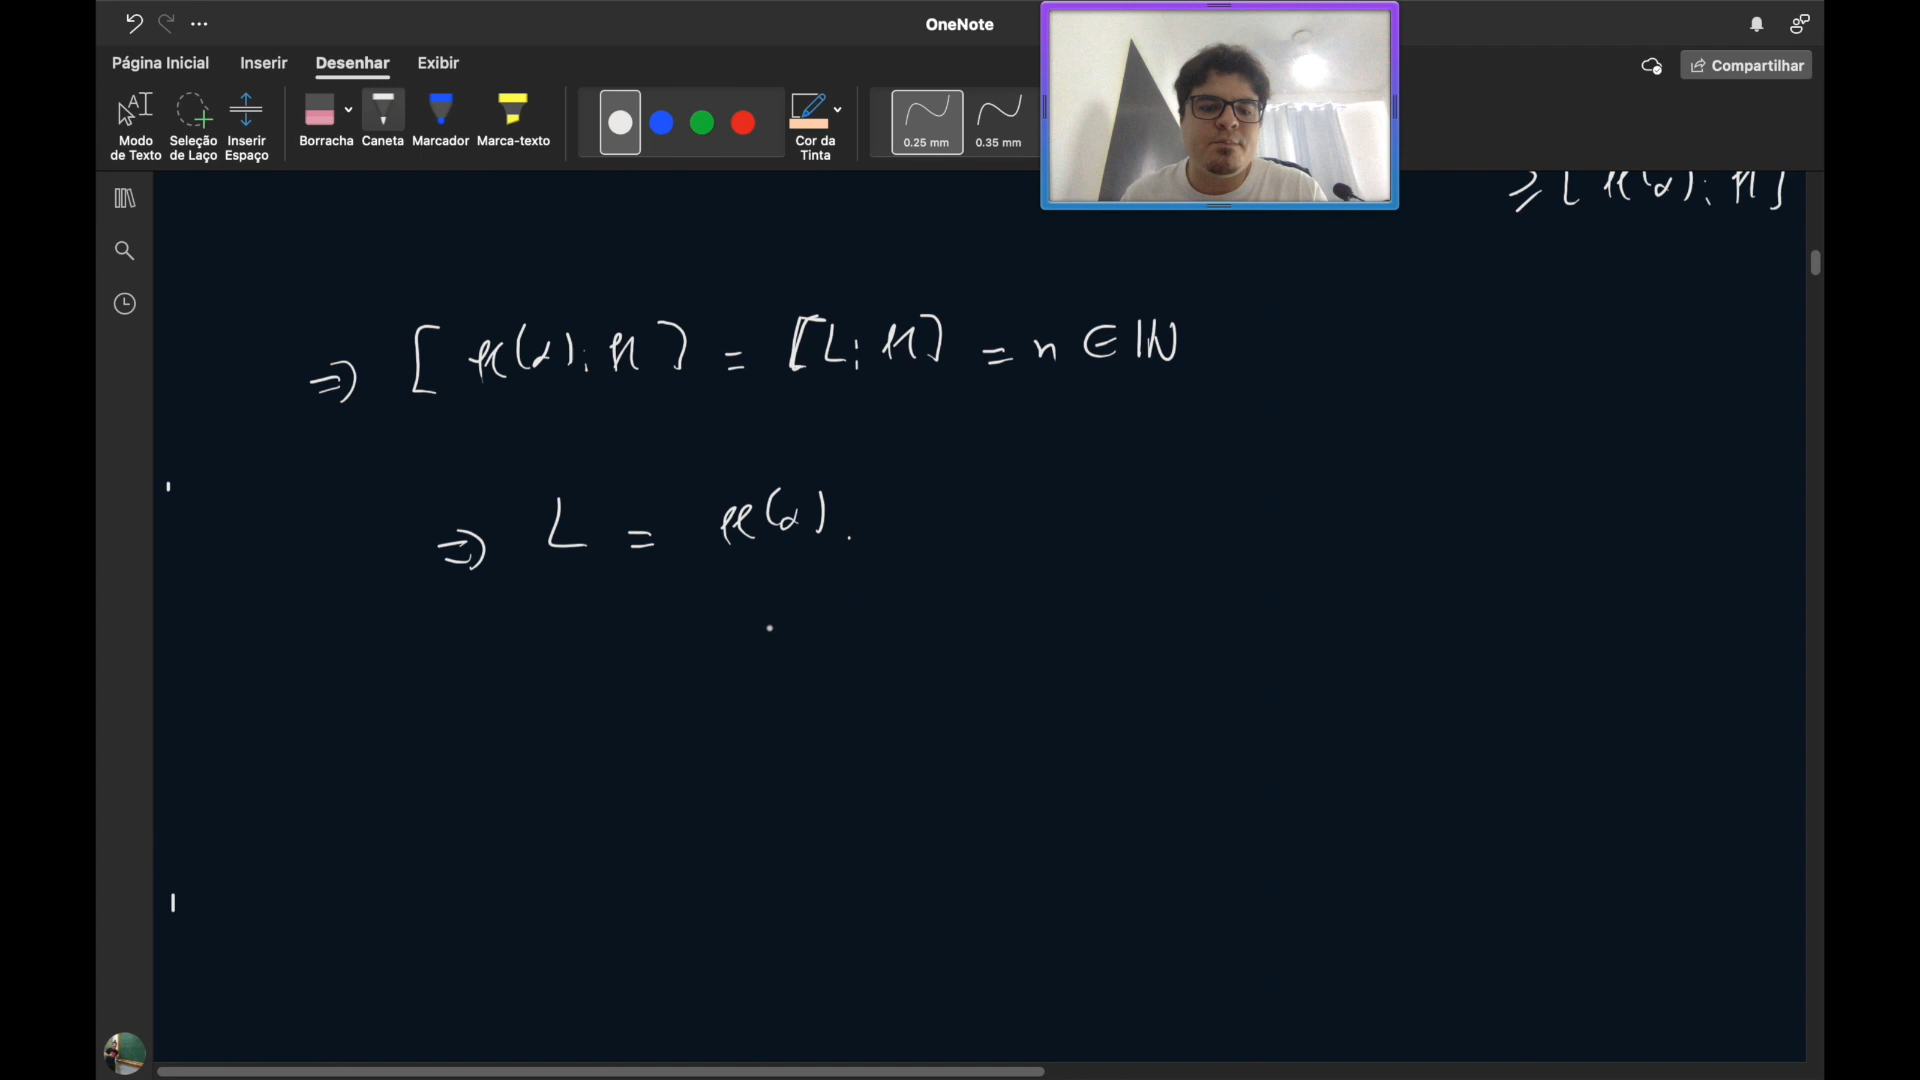 OneNote
Página Inicial Inserir Desenhar Exibir
Compartilhar
Modo de Texto
Seleção de Laço
Inserir Espaço
Borracha
Caneta
Marcador
Marca-texto
Cor da Tinta
0.25 mm
0.35 mm
≥ [K(α):K]
⇒ [K(α):K] = [L:K] = n ∈ ℕ
⇒ L = K(α).